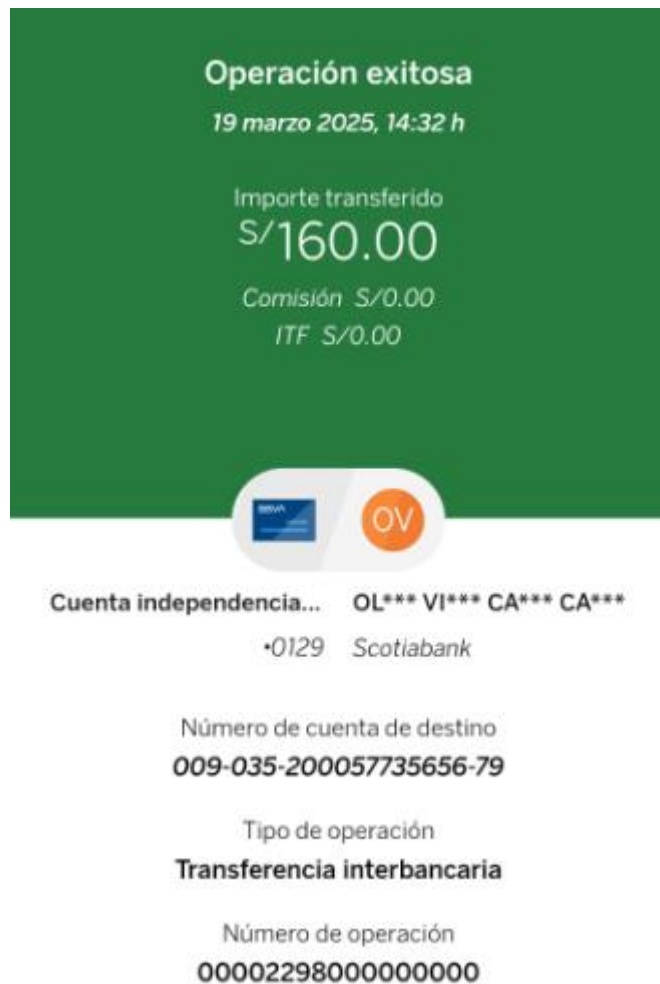 Operación exitosa
19 marzo 2025, 14:32 h
Importe transferido
S/160.00
Comisión S/0.00
ITF S/0.00
BBVA
OV
Cuenta independencia... OL*** VI*** CA*** CA***
•0129 Scotiabank
Número de cuenta de destino
009-035-200057735656-79
Tipo de operación
Transferencia interbancaria
Número de operación
00002298000000000